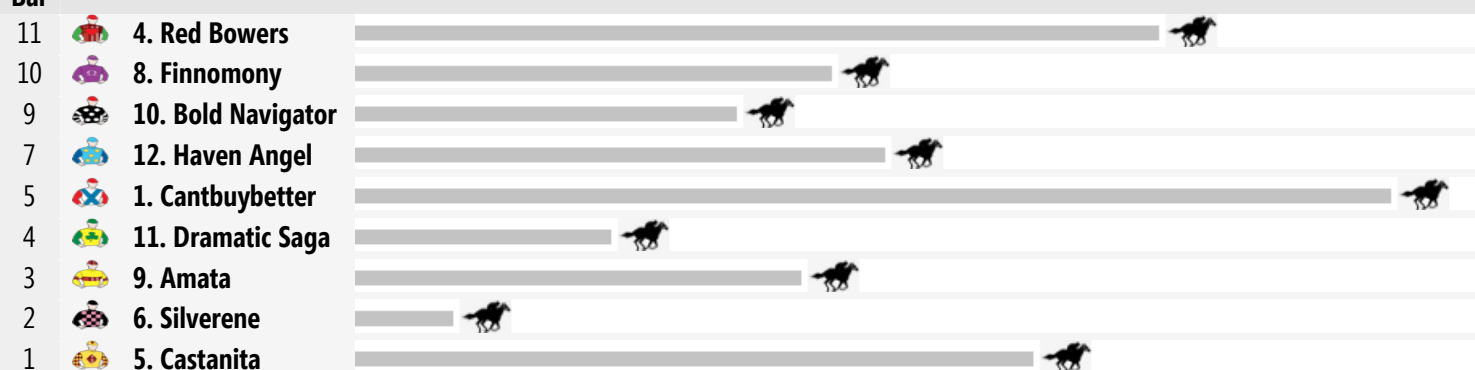 Bar
11 4. Red Bowers
10 8. Finnomony
9 10. Bold Navigator
7 12. Haven Angel
5 1. Cantbuybetter
4 11. Dramatic Saga
3 9. Amata
2 6. Silverene
1 5. Castanita